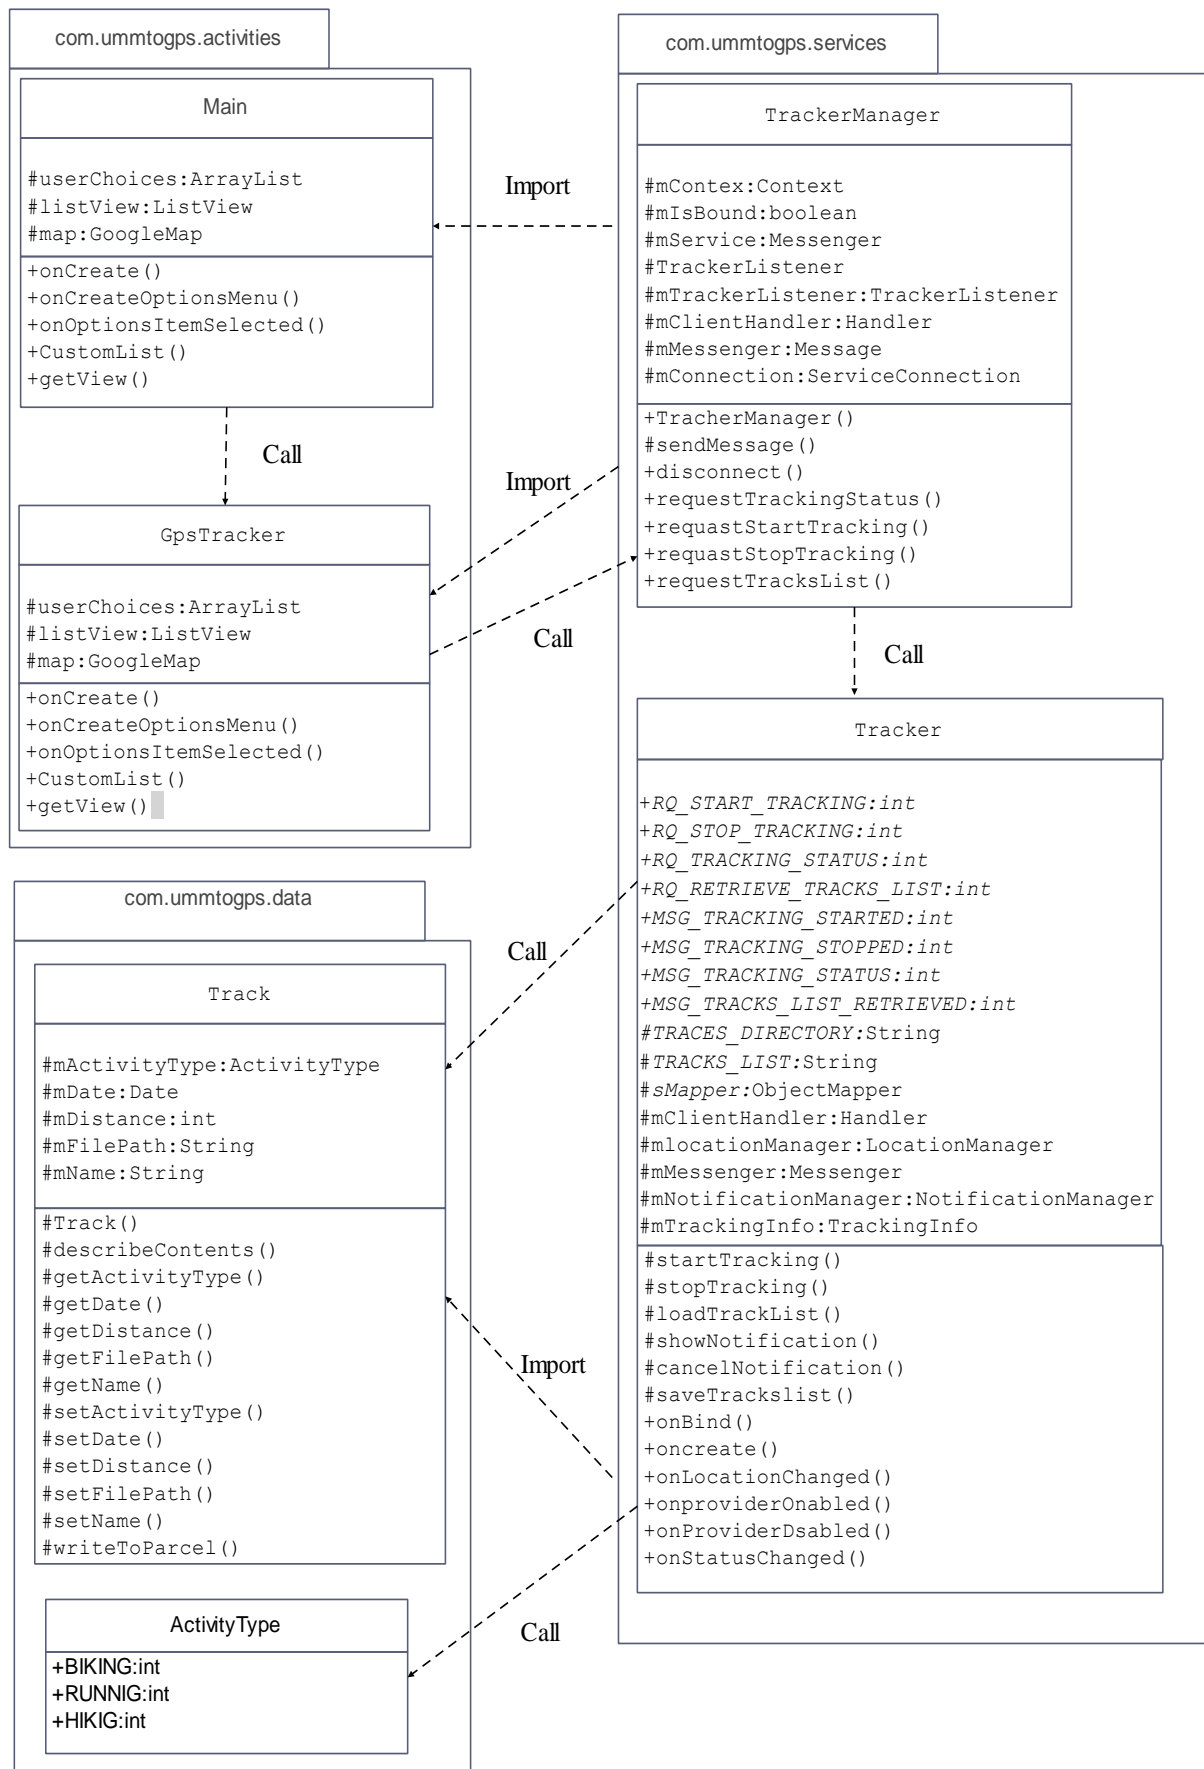 com.ummtogps.activities
Main
#userChoices:ArrayList
#listView:ListView
#map:GoogleMap
+onCreate()
+onCreateOptionsMenu()
+onOptionsItemSelected()
+CustomList()
+getView()
Call
GpsTracker
#userChoices:ArrayList
#listView:ListView
#map:GoogleMap
+onCreate()
+onCreateOptionsMenu()
+onOptionsItemSelected()
+CustomList()
+getView()
Import
Import
Call
com.ummtogps.services
TrackerManager
#mContex:Context
#mIsBound:boolean
#mService:Messenger
#TrackerListener
#mTrackerListener:TrackerListener
#mClientHandler:Handler
#mMessenger:Message
#mConnection:ServiceConnection
+TracherManager()
#sendMessage()
+disconnect()
+requestTrackingStatus()
+requastStartTracking()
+requastStopTracking()
+requestTracksList()
Call
Tracker
+RQ_START_TRACKING:int
+RQ_STOP_TRACKING:int
+RQ_TRACKING_STATUS:int
+RQ_RETRIEVE_TRACKS_LIST:int
+MSG_TRACKING_STARTED:int
+MSG_TRACKING_STOPPED:int
+MSG_TRACKING_STATUS:int
+MSG_TRACKS_LIST_RETRIEVED:int
#TRACES_DIRECTORY:String
#TRACKS_LIST:String
#sMapper:ObjectMapper
#mClientHandler:Handler
#mlocationManager:LocationManager
#mMessenger:Messenger
#mNotificationManager:NotificationManager
#mTrackingInfo:TrackingInfo
#startTracking()
#stopTracking()
#loadTrackList()
#showNotification()
#cancelNotification()
#saveTrackslist()
+onBind()
+oncreate()
+onLocationChanged()
+onproviderOnabled()
+onProviderDsabled()
+onStatusChanged()
Call
Import
Call
com.ummtogps.data
Track
#mActivityType:ActivityType
#mDate:Date
#mDistance:int
#mFilePath:String
#mName:String
#Track()
#describeContents()
#getActivityType()
#getDate()
#getDistance()
#getFilePath()
#getName()
#setActivityType()
#setDate()
#setDistance()
#setFilePath()
#setName()
#writeToParcel()
ActivityType
+BIKING:int
+RUNNIG:int
+HIKIG:int